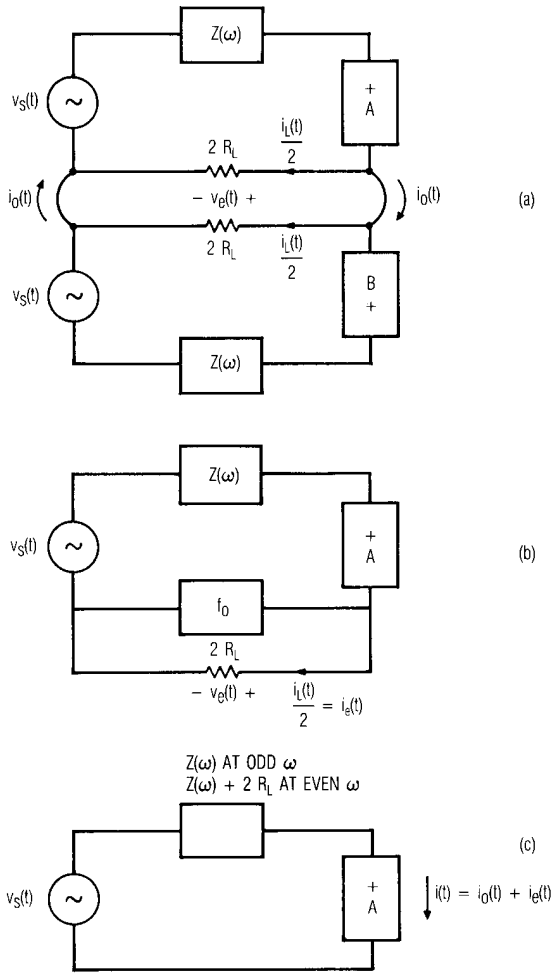 Z(ω)
+
A
v_S(t)
2 R_L
i_L(t)/2
i_o(t)
− v_e(t) +
i_o(t)
(a)
2 R_L
i_L(t)/2
v_S(t)
B
+
Z(ω)
Z(ω)
v_S(t)
+
A
(b)
f_o
2 R_L
− v_e(t) +
i_L(t)/2 = i_e(t)
Z(ω) AT ODD ω
Z(ω) + 2 R_L AT EVEN ω
(c)
v_S(t)
+
A
i(t) = i_o(t) + i_e(t)